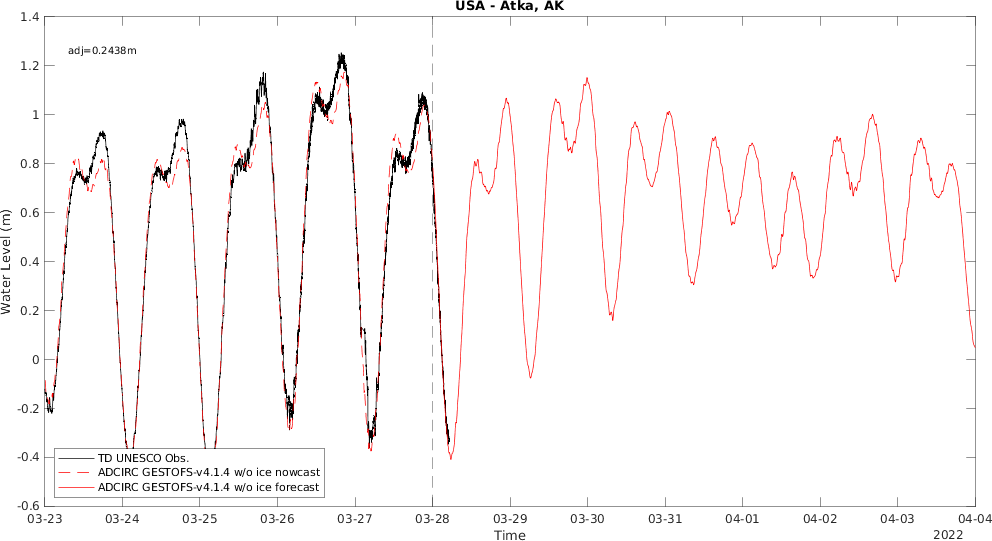 USA - Atka, AK
adj=0.2438m
1.4
1.2
1
0.8
0.6
0.4
0.2
0
-0.2
-0.4
-0.6
Water Level (m)
TD UNESCO Obs.
ADCIRC GESTOFS-v4.1.4 w/o ice nowcast
ADCIRC GESTOFS-v4.1.4 w/o ice forecast
03-23 03-24 03-25 03-26 03-27 03-28 03-29 03-30 03-31 04-01 04-02 04-03 04-04
Time
2022